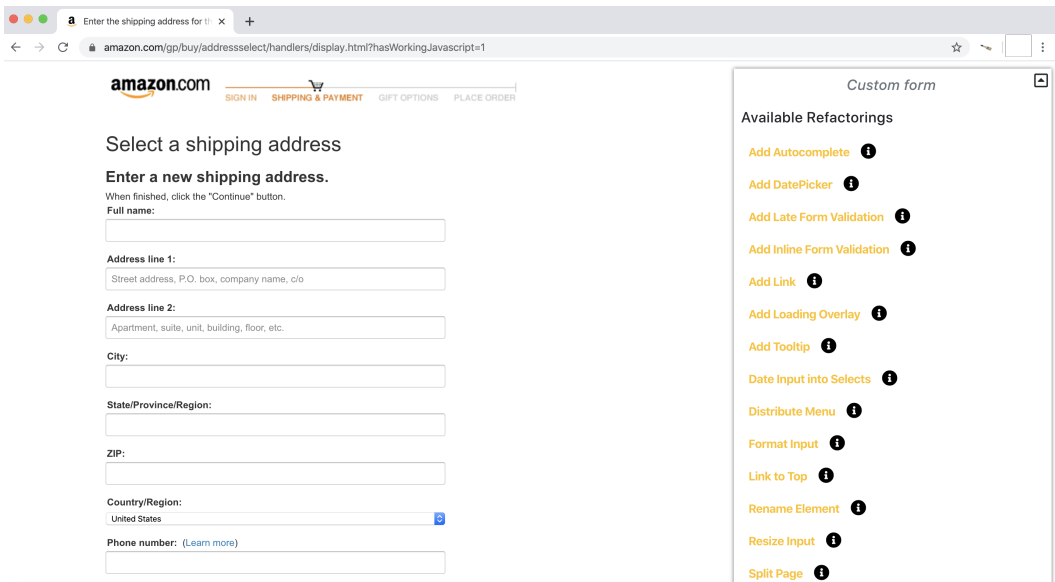 a Enter the shipping address for th × +
amazon.com/gp/buy/addressselect/handlers/display.html?hasWorkingJavascript=1
amazon.com
SIGN IN SHIPPING & PAYMENT GIFT OPTIONS PLACE ORDER
Select a shipping address
Enter a new shipping address.
When finished, click the "Continue" button.
Full name:
Address line 1:
Street address, P.O. box, company name, c/o
Address line 2:
Apartment, suite, unit, building, floor, etc.
City:
State/Province/Region:
ZIP:
Country/Region:
United States
Phone number: (Learn more)
Custom form
Available Refactorings
Add Autocomplete
Add DatePicker
Add Late Form Validation
Add Inline Form Validation
Add Link
Add Loading Overlay
Add Tooltip
Date Input into Selects
Distribute Menu
Format Input
Link to Top
Rename Element
Resize Input
Split Page